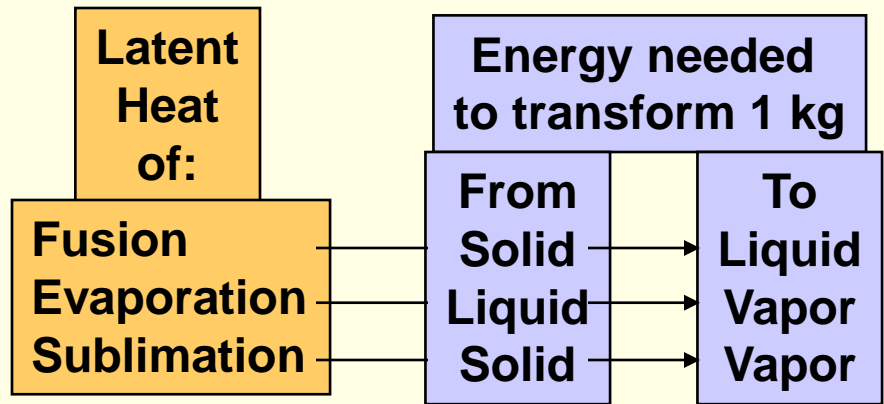 Latent
Heat
of:
Fusion
Evaporation
Sublimation
Energy needed
to transform 1 kg
From
Solid
Liquid
Solid
To
Liquid
Vapor
Vapor